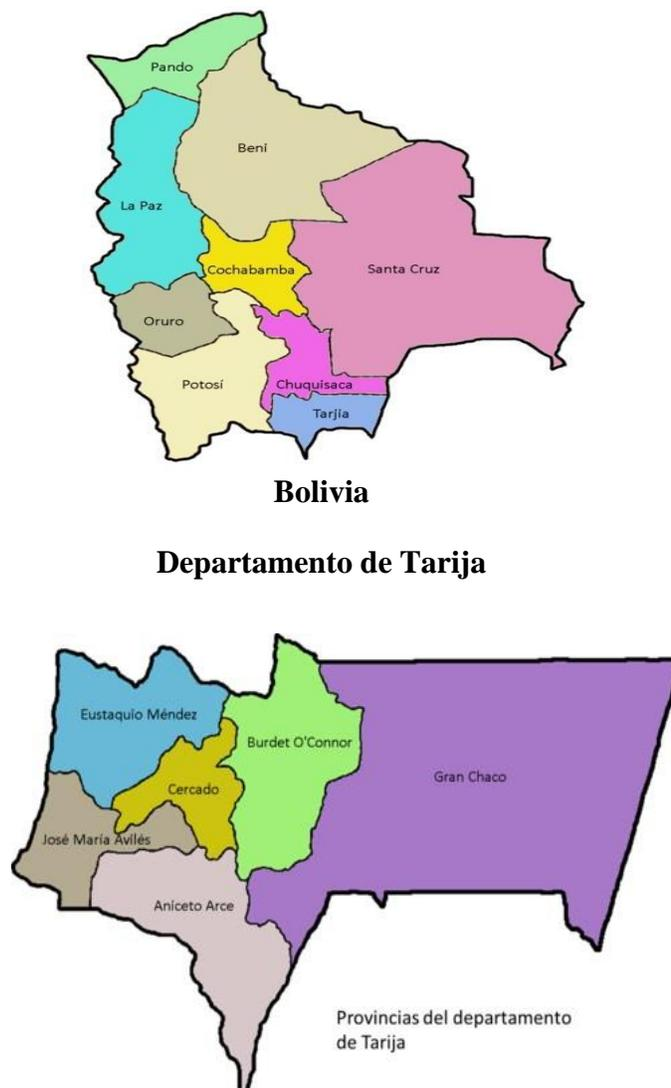 Pando
Beni
La Paz
Cochabamba
Santa Cruz
Oruro
Potosí
Chuquisaca
Tarjia
Bolivia
Departamento de Tarija
Eustaquio Méndez
Burdet O'Connor
Gran Chaco
Cercado
José María Avilés
Aniceto Arce
Provincias del departamento
de Tarija